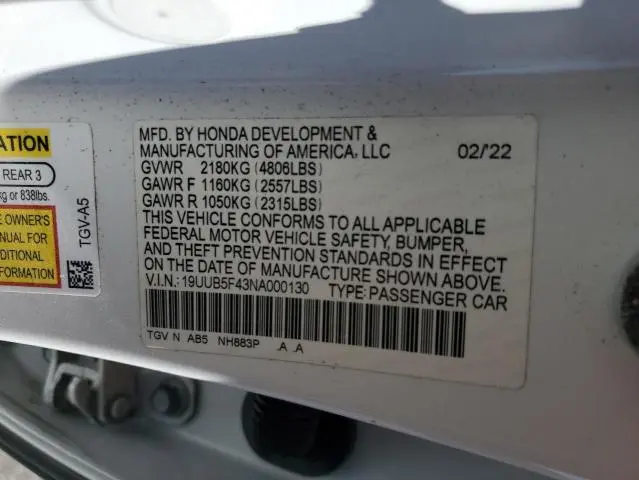 ATION
REAR 3
kg or 838lbs.
E OWNER'S
NUAL FOR
DITIONAL
FORMATION
TGV-A5
MFD. BY HONDA DEVELOPMENT &
MANUFACTURING OF AMERICA, LLC 02/'22
GVWR 2180KG (4806LBS)
GAWR F 1160KG (2557LBS)
GAWR R 1050KG (2315LBS)
THIS VEHICLE CONFORMS TO ALL APPLICABLE
FEDERAL MOTOR VEHICLE SAFETY, BUMPER,
AND THEFT PREVENTION STANDARDS IN EFFECT
ON THE DATE OF MANUFACTURE SHOWN ABOVE.
V.I.N.: 19UUB5F43NA000130 TYPE: PASSENGER CAR
TGV N AB5 NH883P .A .A